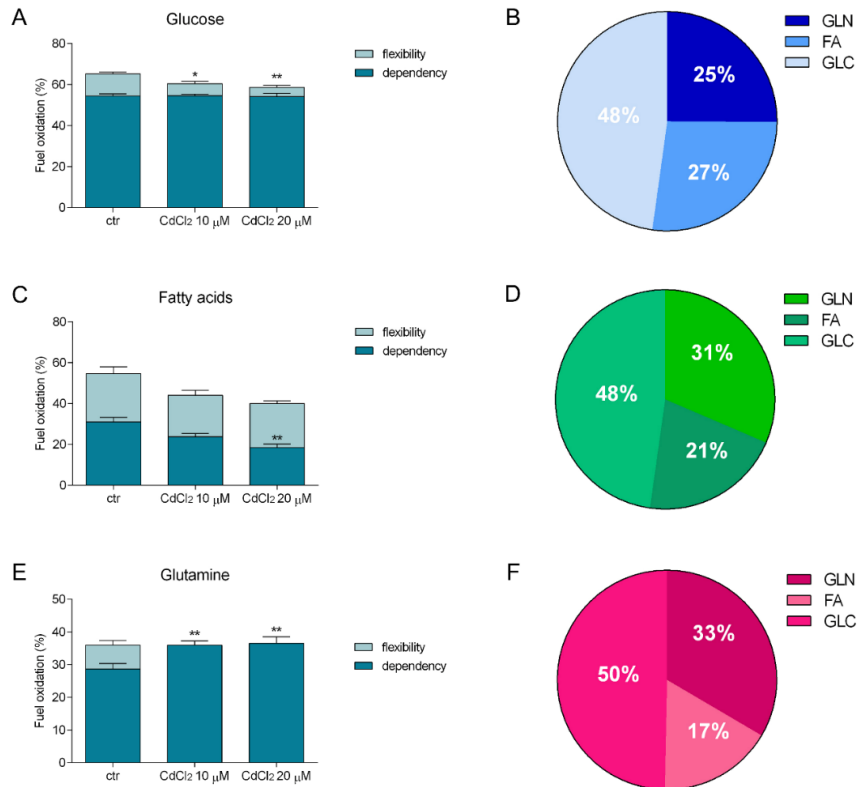 A
Glucose
Fuel oxidation (%)
80
60
40
20
0
*
**
ctr
CdCl₂ 10 μM
CdCl₂ 20 μM
flexibility
dependency
B
25%
27%
48%
GLN
FA
GLC
C
Fatty acids
Fuel oxidation (%)
80
60
40
20
0
**
ctr
CdCl₂ 10 μM
CdCl₂ 20 μM
flexibility
dependency
D
31%
21%
48%
GLN
FA
GLC
E
Glutamine
Fuel oxidation (%)
50
40
30
20
10
0
**
**
ctr
CdCl₂ 10 μM
CdCl₂ 20 μM
flexibility
dependency
F
33%
17%
50%
GLN
FA
GLC